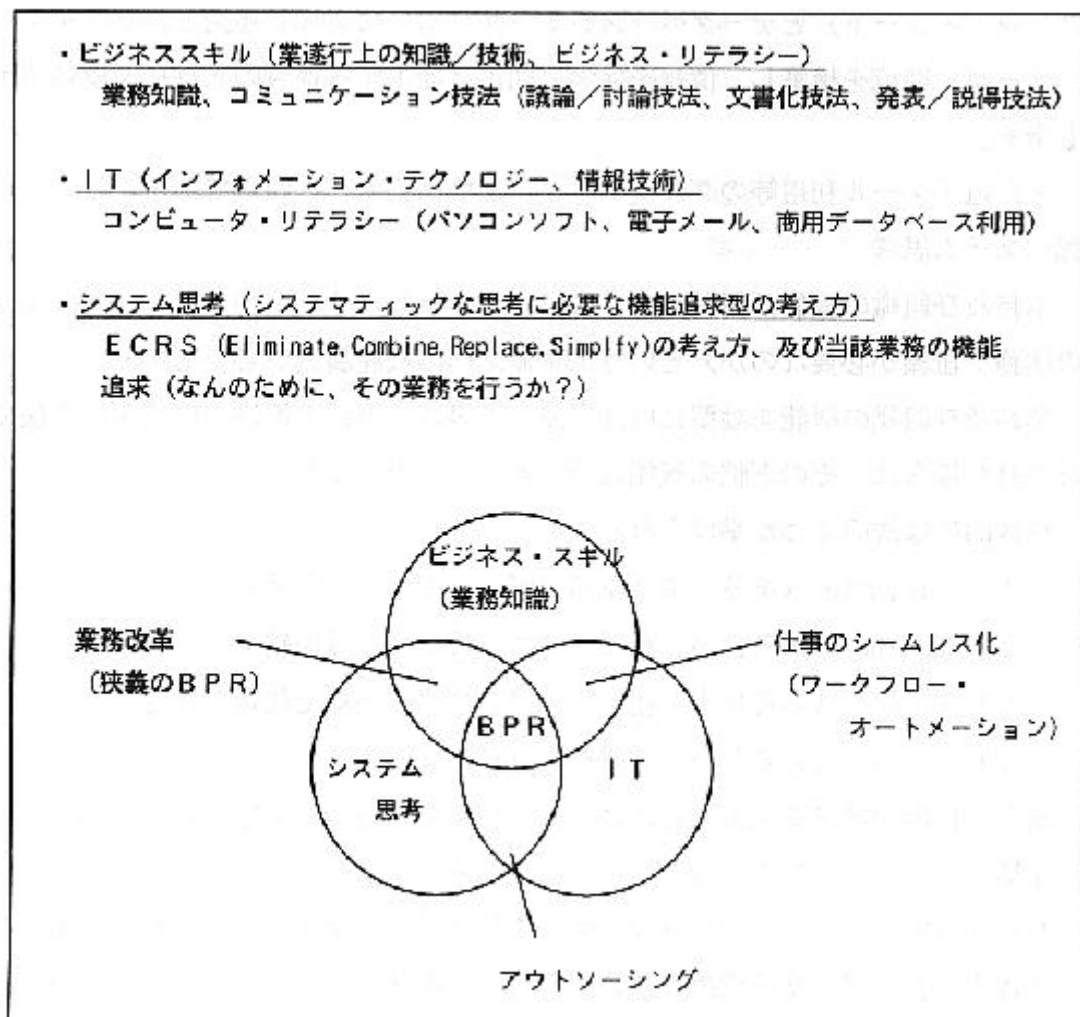 ・ビジネススキル（業遂行上の知識／技術、ビジネス・リテラシー）
業務知識、コミュニケーション技法（議論／討論技法、文書化技法、発表／説得技法）
・ＩＴ（インフォメーション・テクノロジー、情報技術）
コンピュータ・リテラシー（パソコンソフト、電子メール、商用データベース利用）
・システム思考（システマティックな思考に必要な機能追求型の考え方）
ＥＣＲＳ（Eliminate,Combine,Replace,Simplfy)の考え方、及び当該業務の機能
追求（なんのために、その業務を行うか？）
ビジネス・スキル
（業務知識）
業務改革
（狭義のＢＰＲ）
仕事のシームレス化
（ワークフロー・
オートメーション）
ＢＰＲ
システム
思考
ＩＴ
アウトソーシング